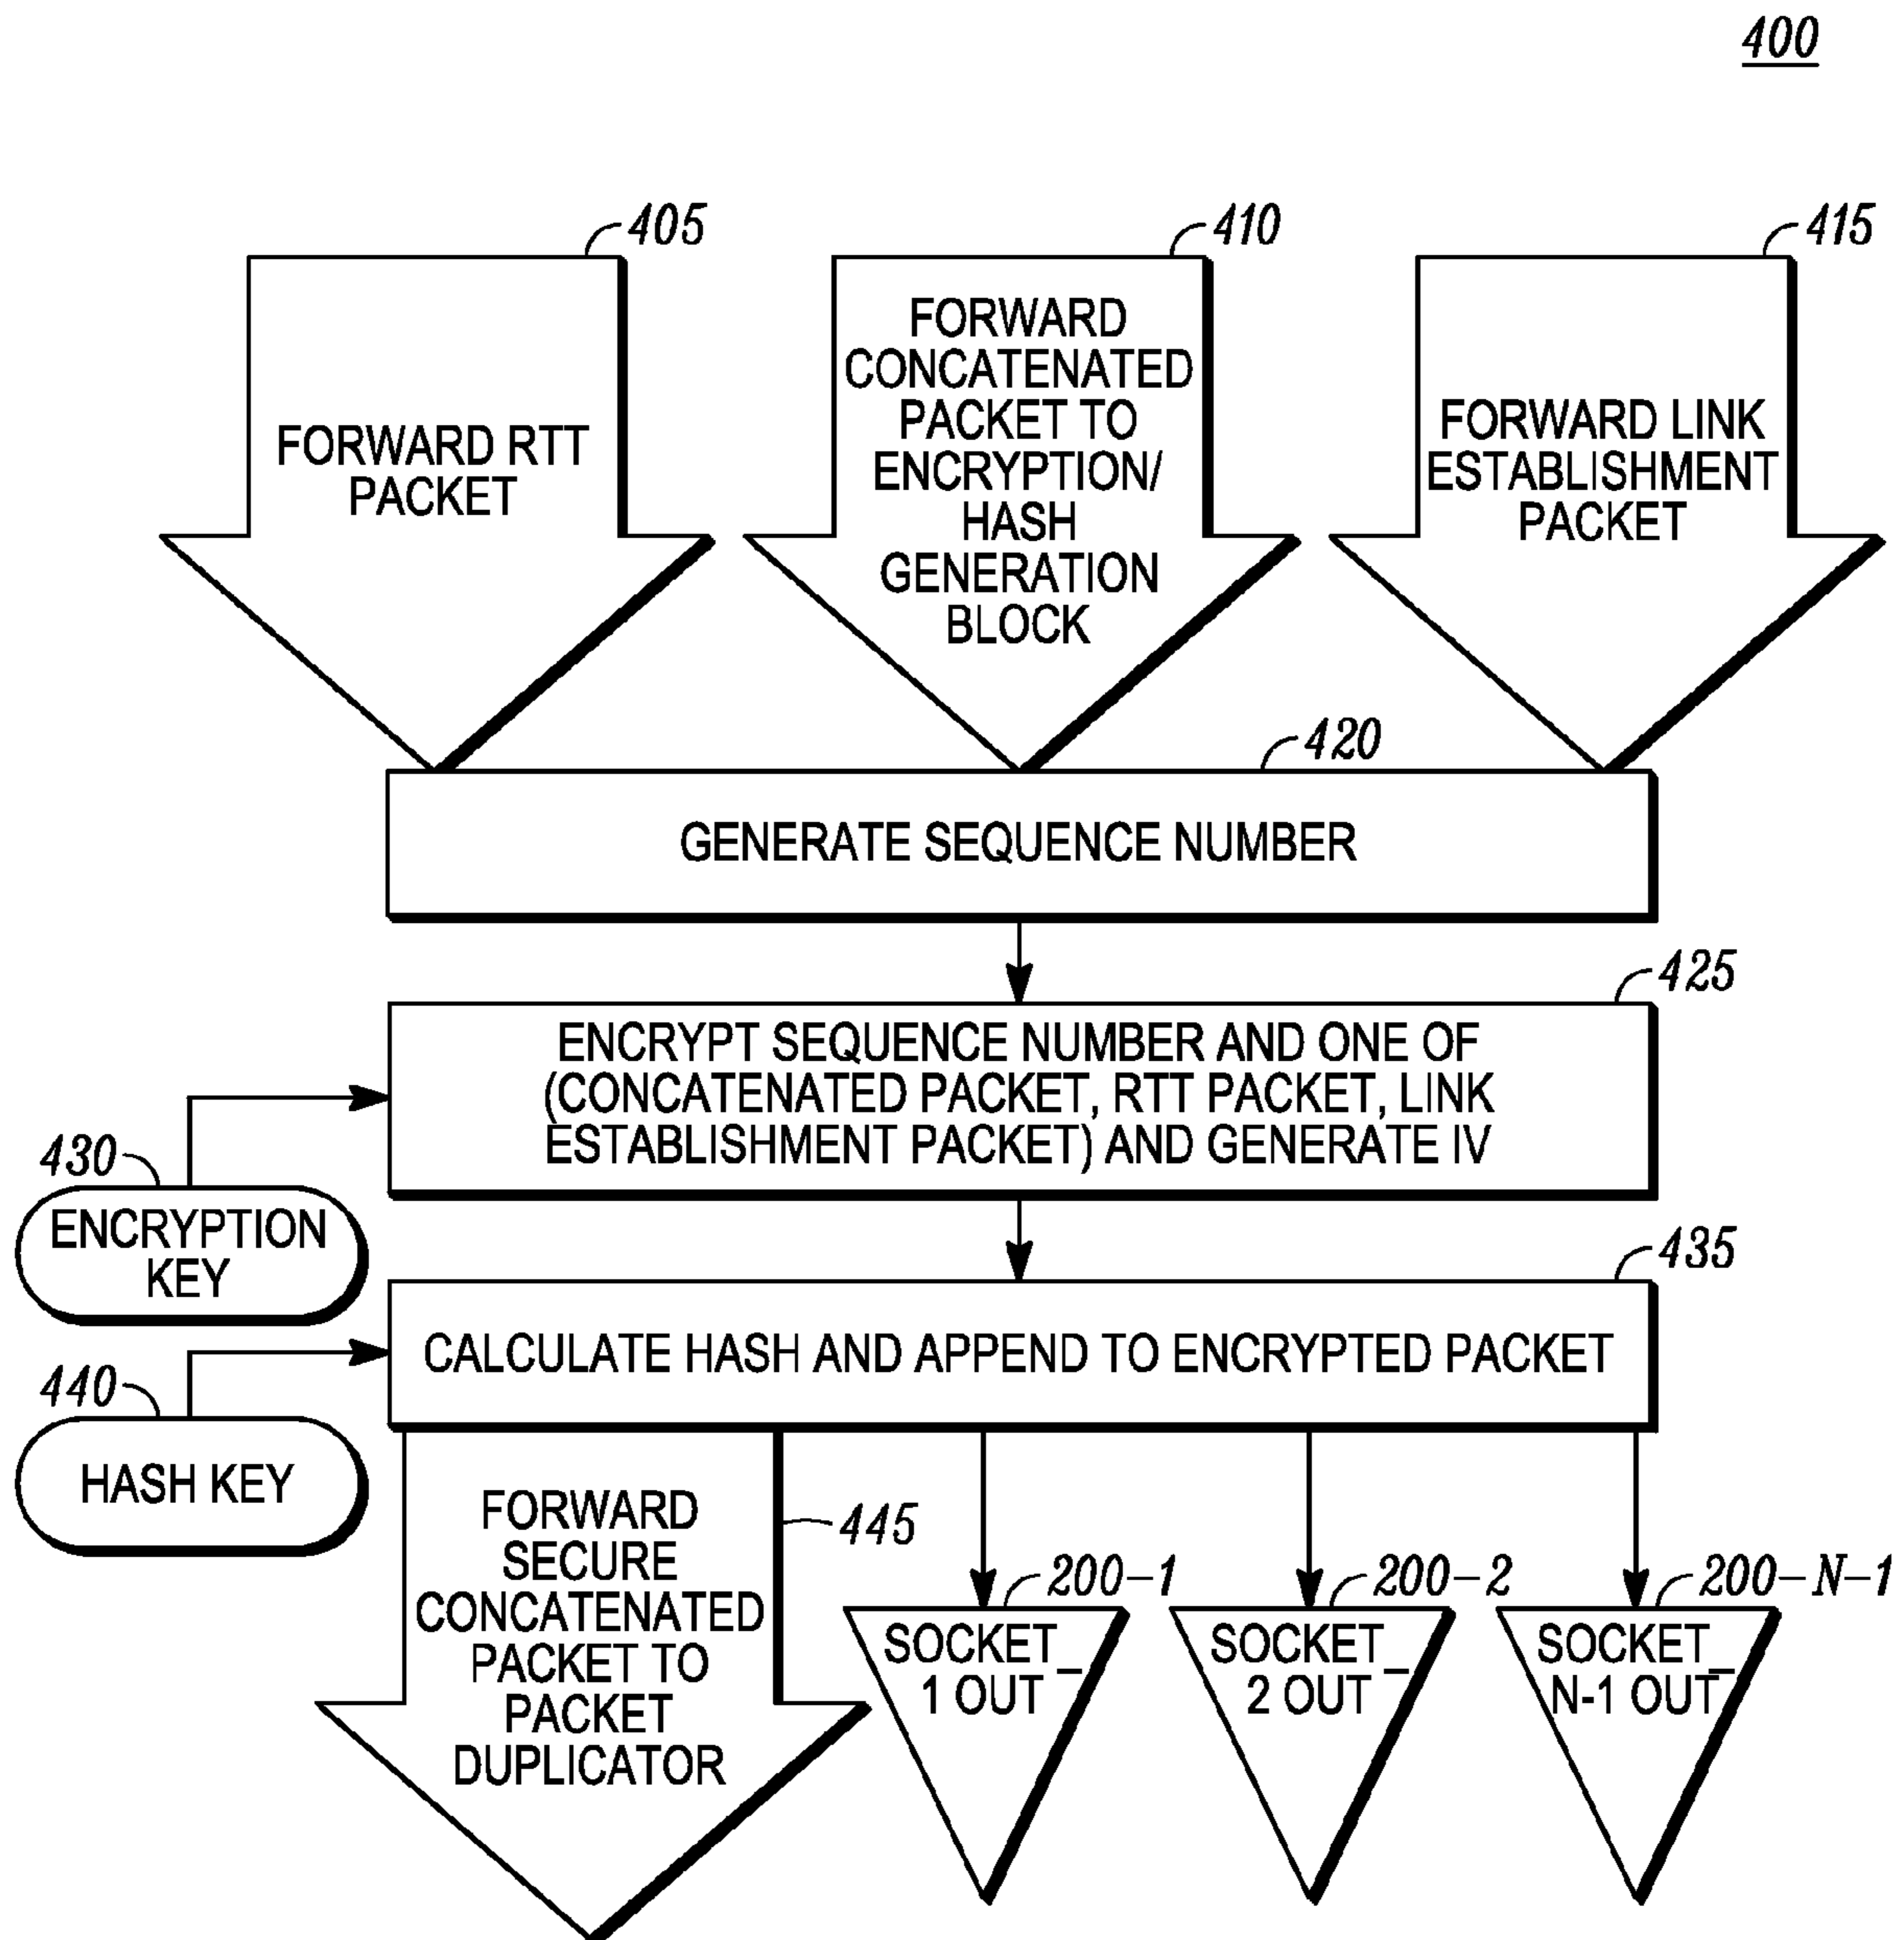 400
405
FORWARD RTT
PACKET
410
FORWARD
CONCATENATED
PACKET TO
ENCRYPTION/
HASH
GENERATION
BLOCK
415
FORWARD LINK
ESTABLISHMENT
PACKET
420
GENERATE SEQUENCE NUMBER
425
ENCRYPT SEQUENCE NUMBER AND ONE OF
(CONCATENATED PACKET, RTT PACKET, LINK
ESTABLISHMENT PACKET) AND GENERATE IV
430
ENCRYPTION
KEY
435
CALCULATE HASH AND APPEND TO ENCRYPTED PACKET
440
HASH KEY
445
FORWARD
SECURE
CONCATENATED
PACKET TO
PACKET
DUPLICATOR
200-1
SOCKET_
1 OUT
200-2
SOCKET_
2 OUT
200-N-1
SOCKET_
N-1 OUT